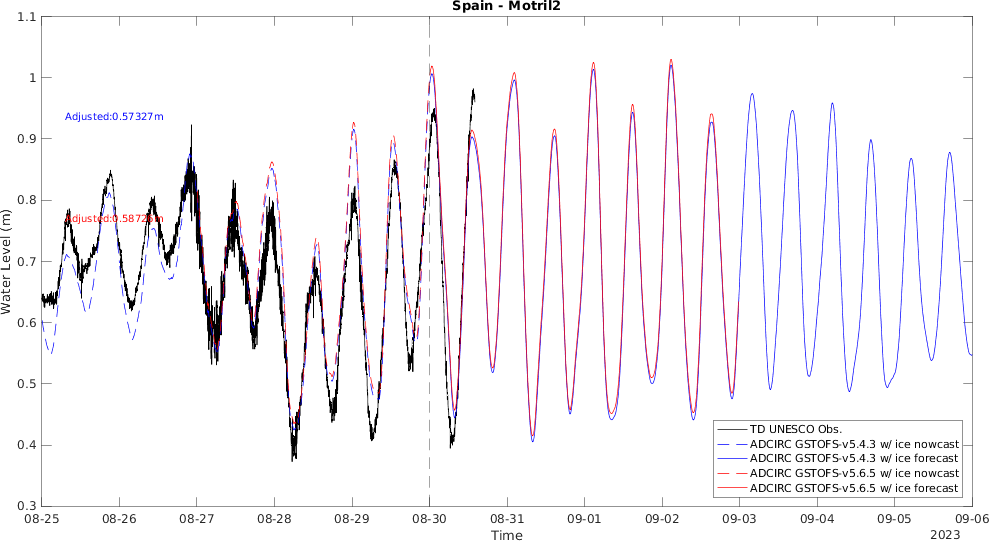 Spain - Motril2
Water Level (m)
1.1
1
0.9
0.8
0.7
0.6
0.5
0.4
0.3
Adjusted:0.57327m
Adjusted:0.58725m
TD UNESCO Obs.
ADCIRC GSTOFS-v5.4.3 w/ ice nowcast
ADCIRC GSTOFS-v5.4.3 w/ ice forecast
ADCIRC GSTOFS-v5.6.5 w/ ice nowcast
ADCIRC GSTOFS-v5.6.5 w/ ice forecast
08-25 08-26 08-27 08-28 08-29 08-30 08-31 09-01 09-02 09-03 09-04 09-05 09-06
Time
2023